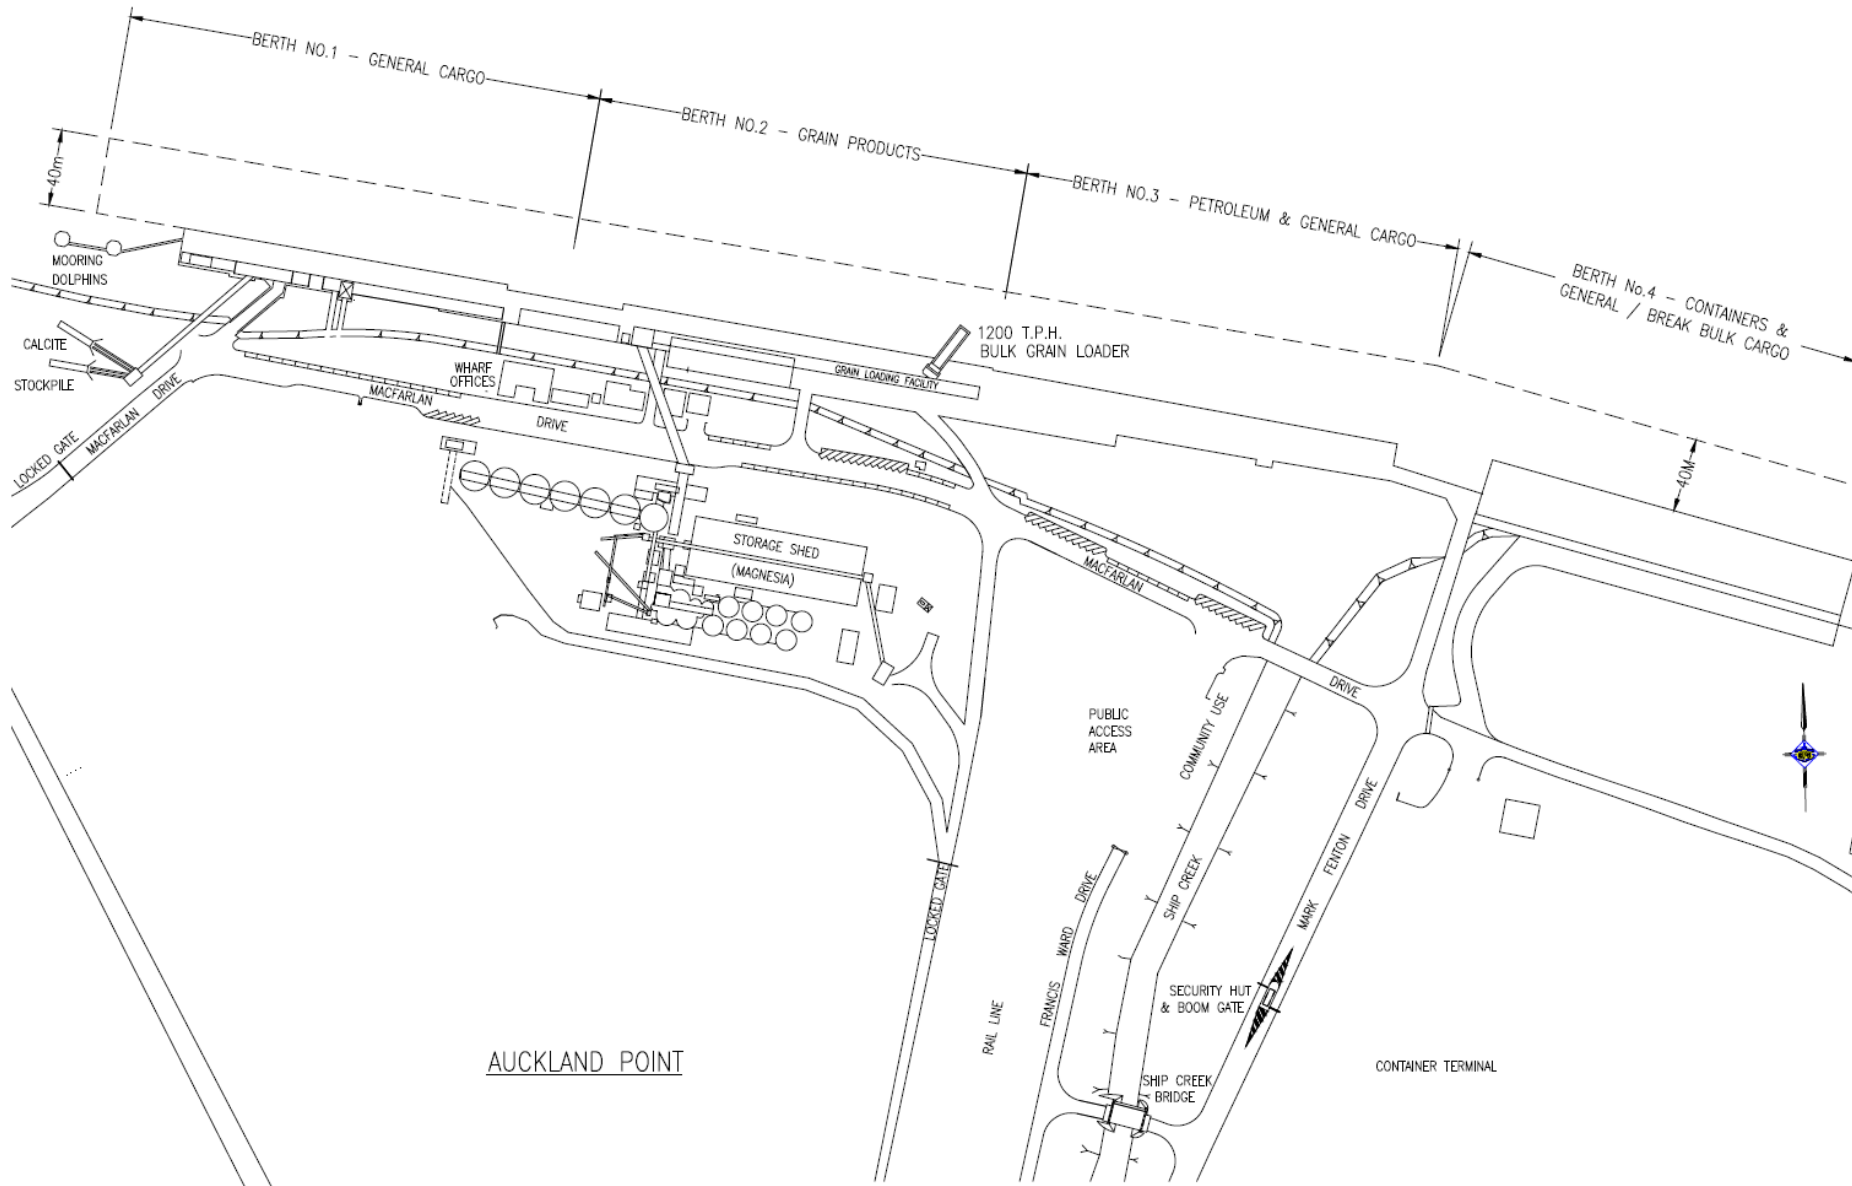 BERTH NO.1 - GENERAL CARGO
BERTH NO.2 - GRAIN PRODUCTS
BERTH NO.3 - PETROLEUM & GENERAL CARGO
BERTH No.4 - CONTAINERS &
GENERAL / BREAK BULK CARGO
40m
MOORING
DOLPHINS
CALCITE
STOCKPILE
LOCKED GATE
MACFARLAN DRIVE
WHARF
OFFICES
MACFARLAN
DRIVE
1200 T.P.H.
BULK GRAIN LOADER
GRAIN LOADING FACILITY
40M
STORAGE SHED
(MAGNESIA)
MACFARLAN
DRIVE
PUBLIC
ACCESS
AREA
COMMUNITY USE
SHIP CREEK
MARK FENTON DRIVE
LOCKED GATE
FRANCIS WARD DRIVE
RAIL LINE
SECURITY HUT
& BOOM GATE
SHIP CREEK
BRIDGE
CONTAINER TERMINAL
AUCKLAND POINT